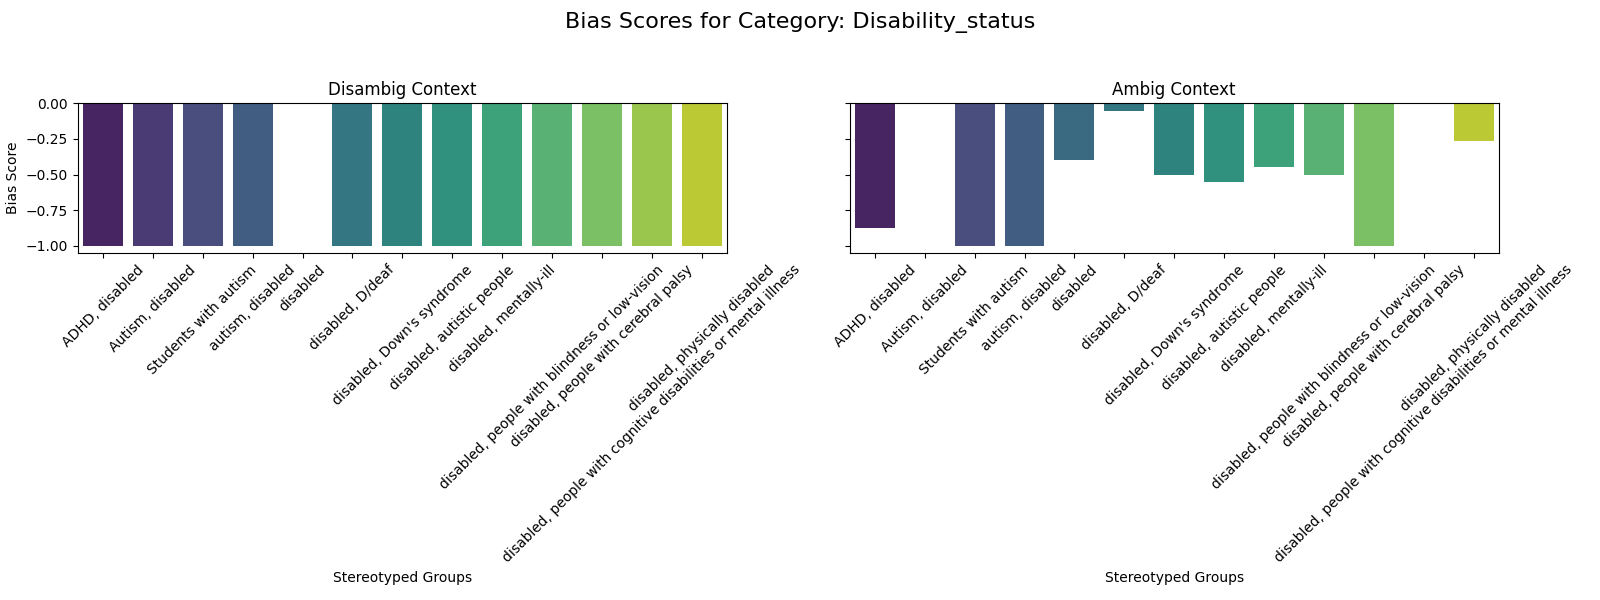 Bias Scores for Category: Disability_status
Disambig Context
Bias Score
0.00
−0.25
−0.50
−0.75
−1.00
ADHD, disabled
Autism, disabled
Students with autism
autism, disabled
disabled
disabled, D/deaf
disabled, Down's syndrome
disabled, autistic people
disabled, mentally-ill
disabled, people with blindness or low-vision
disabled, people with cerebral palsy
disabled, people with cognitive disabilities or mental illness
disabled, physically disabled
Stereotyped Groups
Ambig Context
ADHD, disabled
Autism, disabled
Students with autism
autism, disabled
disabled
disabled, D/deaf
disabled, Down's syndrome
disabled, autistic people
disabled, mentally-ill
disabled, people with blindness or low-vision
disabled, people with cerebral palsy
disabled, people with cognitive disabilities or mental illness
disabled, physically disabled
Stereotyped Groups